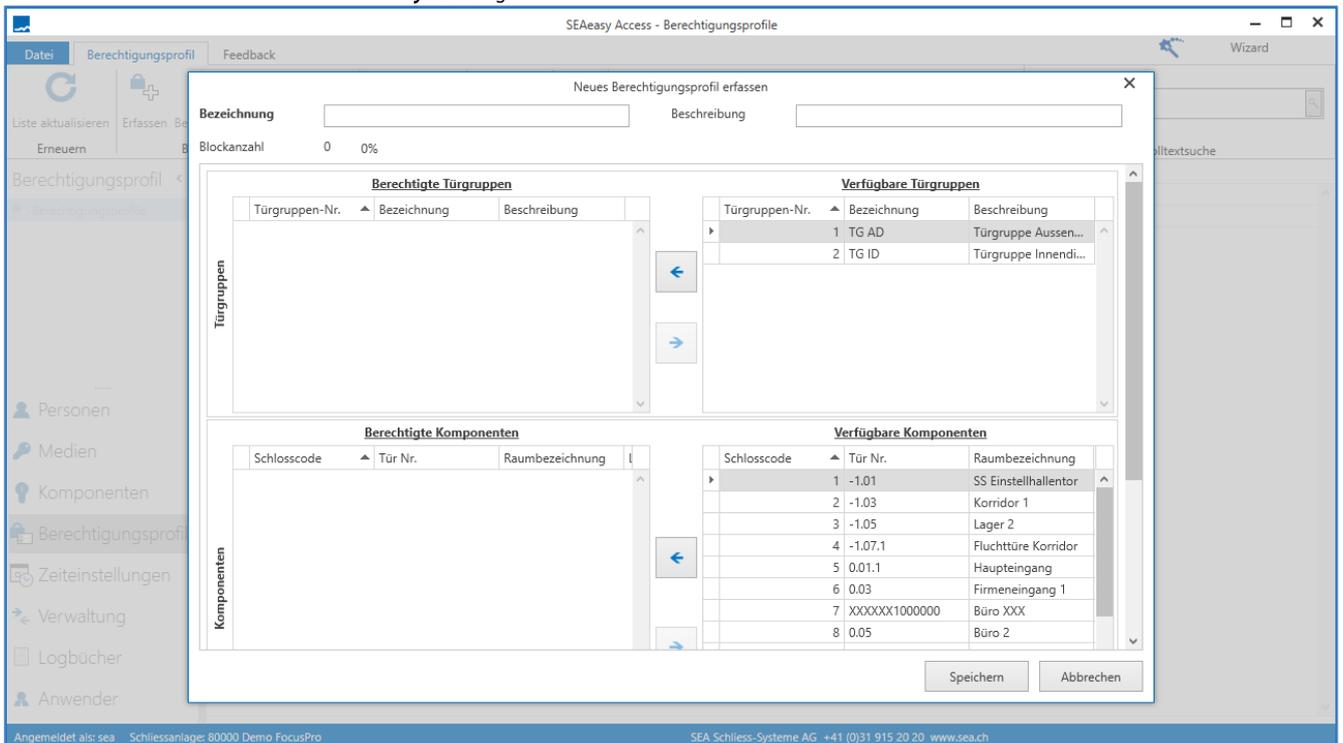 SEAeasy Access - Berechtigungsprofile
Datei Berechtigungsprofil Feedback Wizard
Liste aktualisieren Erfassen Be
Erneuern B olltextsuche
Berechtigungsprofil
Berechtigungsprofile
Neues Berechtigungsprofil erfassen
Bezeichnung Beschreibung
Blockanzahl 0 0%
Türgruppen
Berechtigte Türgruppen
Türgruppen-Nr. Bezeichnung Beschreibung
Verfügbare Türgruppen
Türgruppen-Nr. Bezeichnung Beschreibung
1 TG AD Türgruppe Aussen...
2 TG ID Türgruppe Innendi...
Komponenten
Berechtigte Komponenten
Schlosscode Tür Nr. Raumbezeichnung
Verfügbare Komponenten
Schlosscode Tür Nr. Raumbezeichnung
1 -1.01 SS Einstellhallentor
2 -1.03 Korridor 1
3 -1.05 Lager 2
4 -1.07.1 Fluchttüre Korridor
5 0.01.1 Haupteingang
6 0.03 Firmeneingang 1
7 XXXXXX1000000 Büro XXX
8 0.05 Büro 2
Speichern Abbrechen
Personen
Medien
Komponenten
Berechtigungsprofil
Zeiteinstellungen
Verwaltung
Logbücher
Anwender
Angemeldet als: sea Schliessanlage: 80000 Demo FocusPro SEA Schliess-Systeme AG +41 (0)31 915 20 20 www.sea.ch